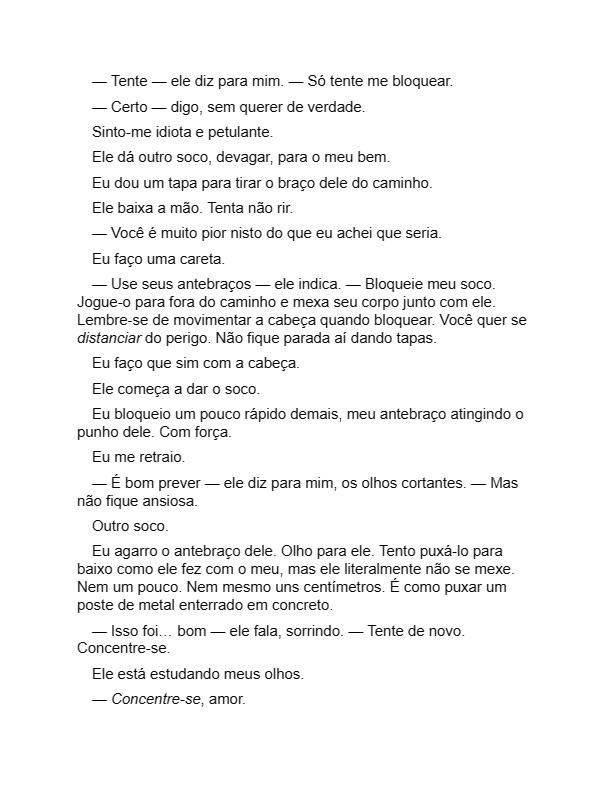 — Tente — ele diz para mim. — Só tente me bloquear.
— Certo — digo, sem querer de verdade.
Sinto-me idiota e petulante.
Ele dá outro soco, devagar, para o meu bem.
Eu dou um tapa para tirar o braço dele do caminho.
Ele baixa a mão. Tenta não rir.
— Você é muito pior nisto do que eu achei que seria.
Eu faço uma careta.
— Use seus antebraços — ele indica. — Bloqueie meu soco.
Jogue-o para fora do caminho e mexa seu corpo junto com ele.
Lembre-se de movimentar a cabeça quando bloquear. Você quer se
distanciar do perigo. Não fique parada aí dando tapas.
Eu faço que sim com a cabeça.
Ele começa a dar o soco.
Eu bloqueio um pouco rápido demais, meu antebraço atingindo o
punho dele. Com força.
Eu me retraio.
— É bom prever — ele diz para mim, os olhos cortantes. — Mas
não fique ansiosa.
Outro soco.
Eu agarro o antebraço dele. Olho para ele. Tento puxá-lo para
baixo como ele fez com o meu, mas ele literalmente não se mexe.
Nem um pouco. Nem mesmo uns centímetros. É como puxar um
poste de metal enterrado em concreto.
— Isso foi… bom — ele fala, sorrindo. — Tente de novo.
Concentre-se.
Ele está estudando meus olhos.
— Concentre-se, amor.